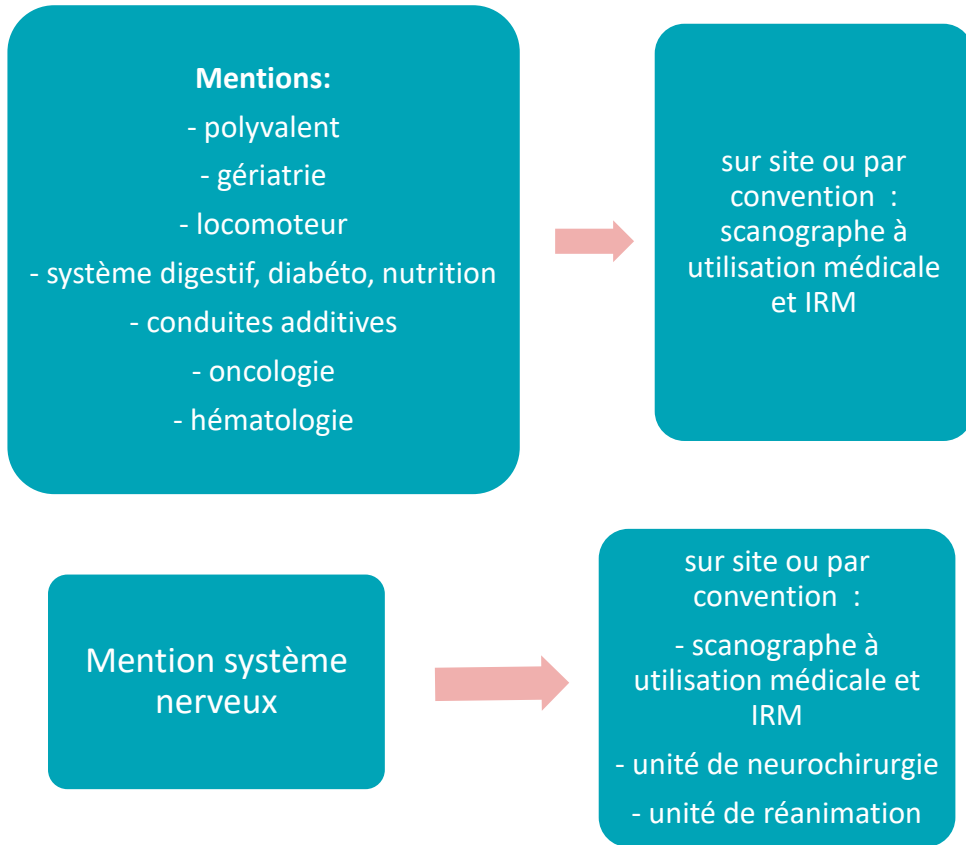 Mentions:
- polyvalent
- gériatrie
- locomoteur
- système digestif, diabéto, nutrition
- conduites additives
- oncologie
- hématologie
sur site ou par
convention :
scanographe à
utilisation médicale
et IRM
Mention système
nerveux
sur site ou par
convention :
- scanographe à
utilisation médicale et
IRM
- unité de neurochirurgie
- unité de réanimation